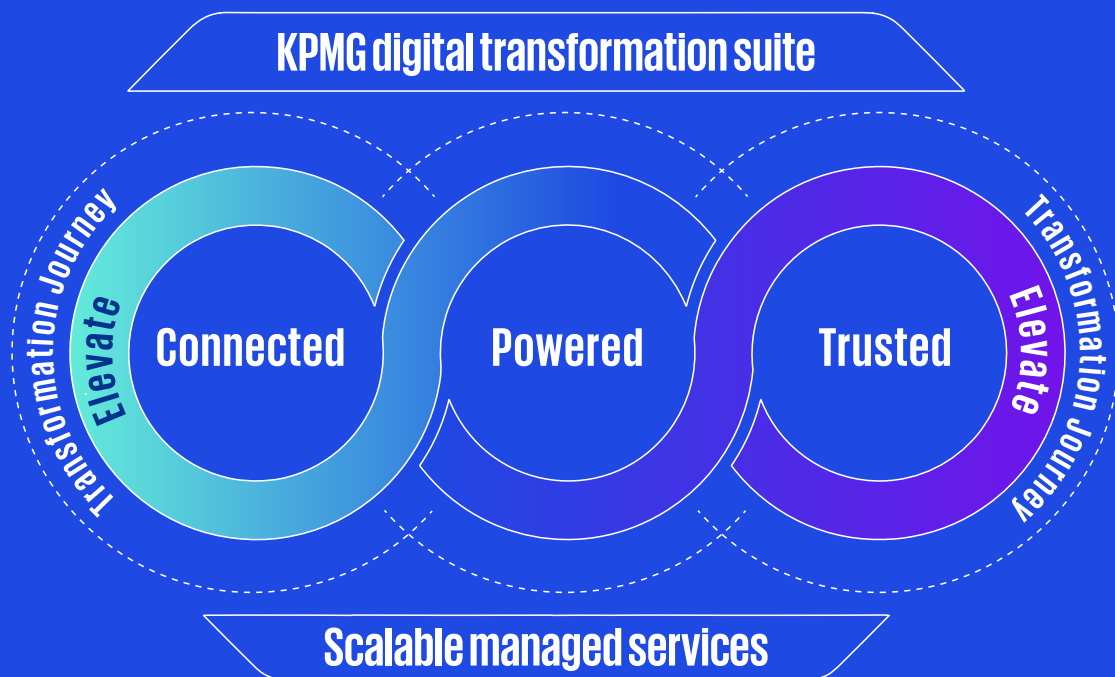 KPMG digital transformation suite
Transformation Journey
Elevate
Connected
Powered
Trusted
Elevate
Transformation Journey
Scalable managed services